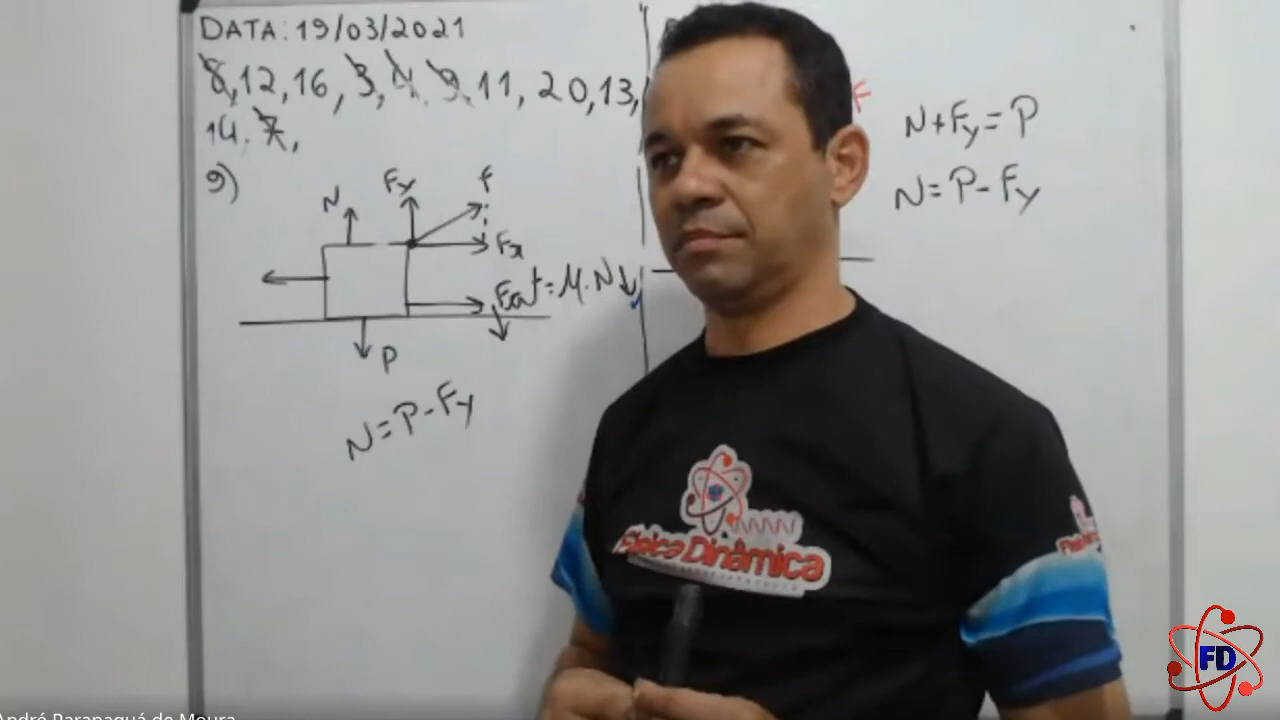 DATA: 19/03/2021
8, 12, 16, 3, 4, 9, 11, 20, 13,
14, 7,
9)
N
Fy
f
Fx
Fat = μ.N↓
P
N=P-Fy
F
N+Fy=P
N=P-Fy
Física Dinâmica
FD
André Paranaguá de Moura